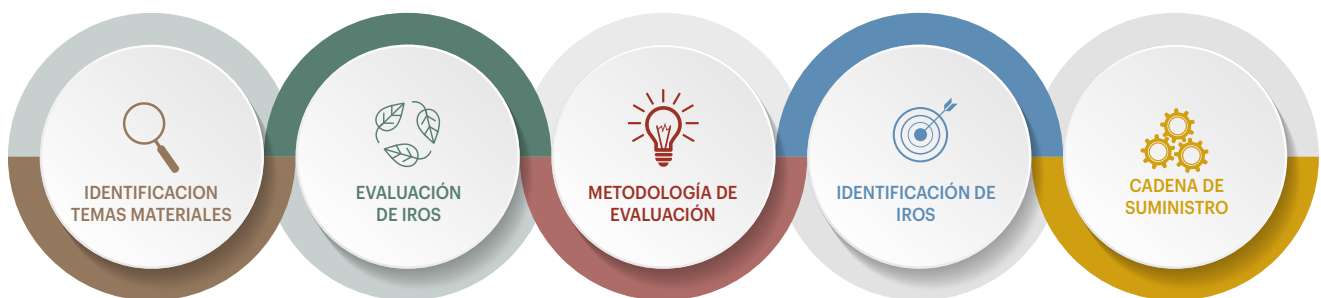 IDENTIFICACION
TEMAS MATERIALES
EVALUACIÓN
DE IROS
METODOLOGÍA DE
EVALUACIÓN
IDENTIFICACIÓN DE
IROS
CADENA DE
SUMINISTRO